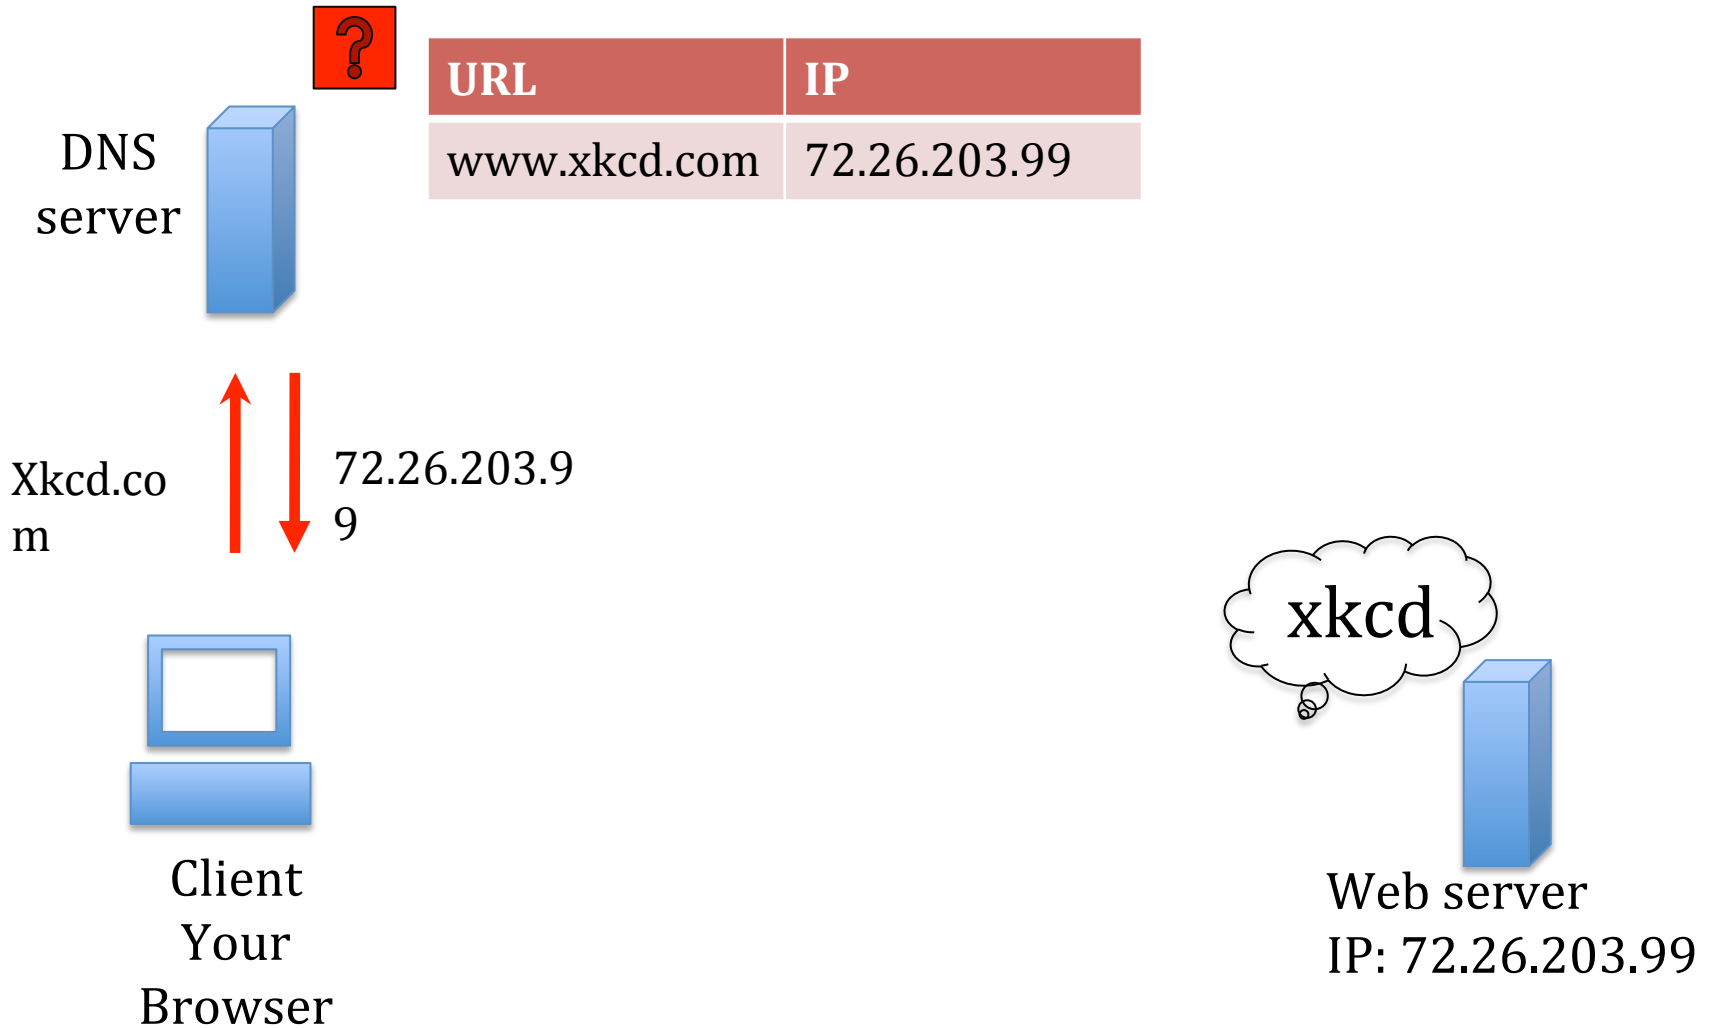 ?
URL IP
www.xkcd.com 72.26.203.99
DNS
server
Xkcd.co
m
72.26.203.9
9
xkcd
Client
Your
Browser
Web server
IP: 72.26.203.99